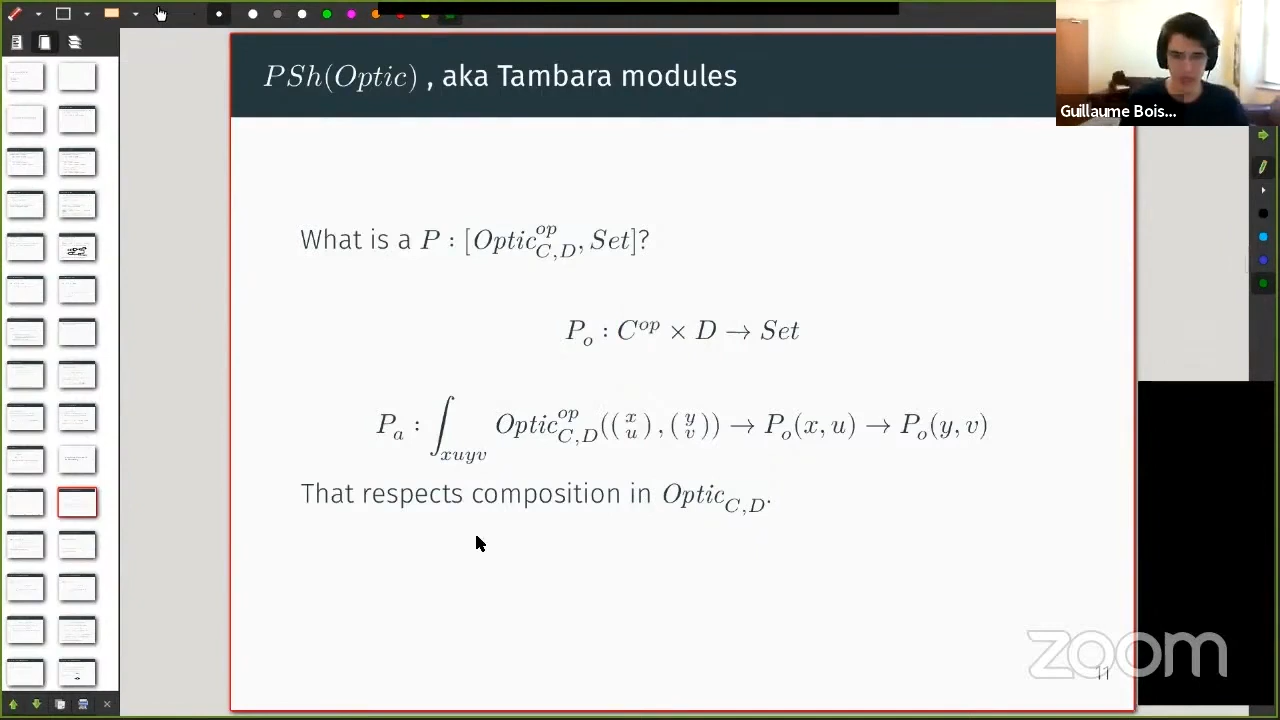 PSh(Optic) , aka Tambara modules
Guillaume Bois...
What is a P : [Optic^{op}_{C,D}, Set]?
P_o : C^{op} × D → Set
P_a : ∫_{xuyv} Optic^{op}_{C,D}((x u), (y v)) → P_o(x, u) → P_o(y, v)
That respects composition in Optic_{C,D}.
zoom
11